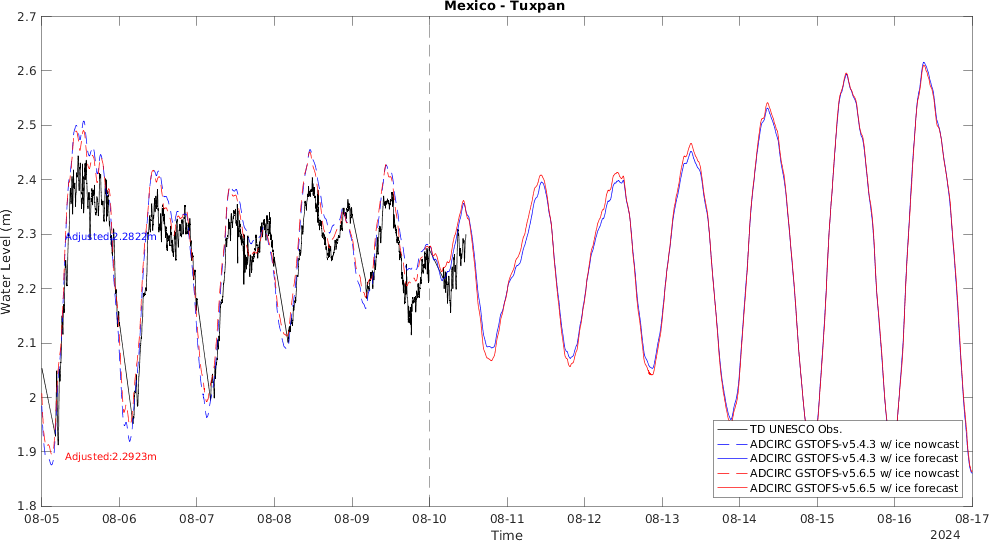 Mexico - Tuxpan
2.7
2.6
2.5
2.4
2.3
2.2
2.1
2
1.9
1.8
Water Level (m)
Adjusted:2.2822m
Adjusted:2.2923m
TD UNESCO Obs.
ADCIRC GSTOFS-v5.4.3 w/ ice nowcast
ADCIRC GSTOFS-v5.4.3 w/ ice forecast
ADCIRC GSTOFS-v5.6.5 w/ ice nowcast
ADCIRC GSTOFS-v5.6.5 w/ ice forecast
08-05 08-06 08-07 08-08 08-09 08-10 08-11 08-12 08-13 08-14 08-15 08-16 08-17
Time
2024